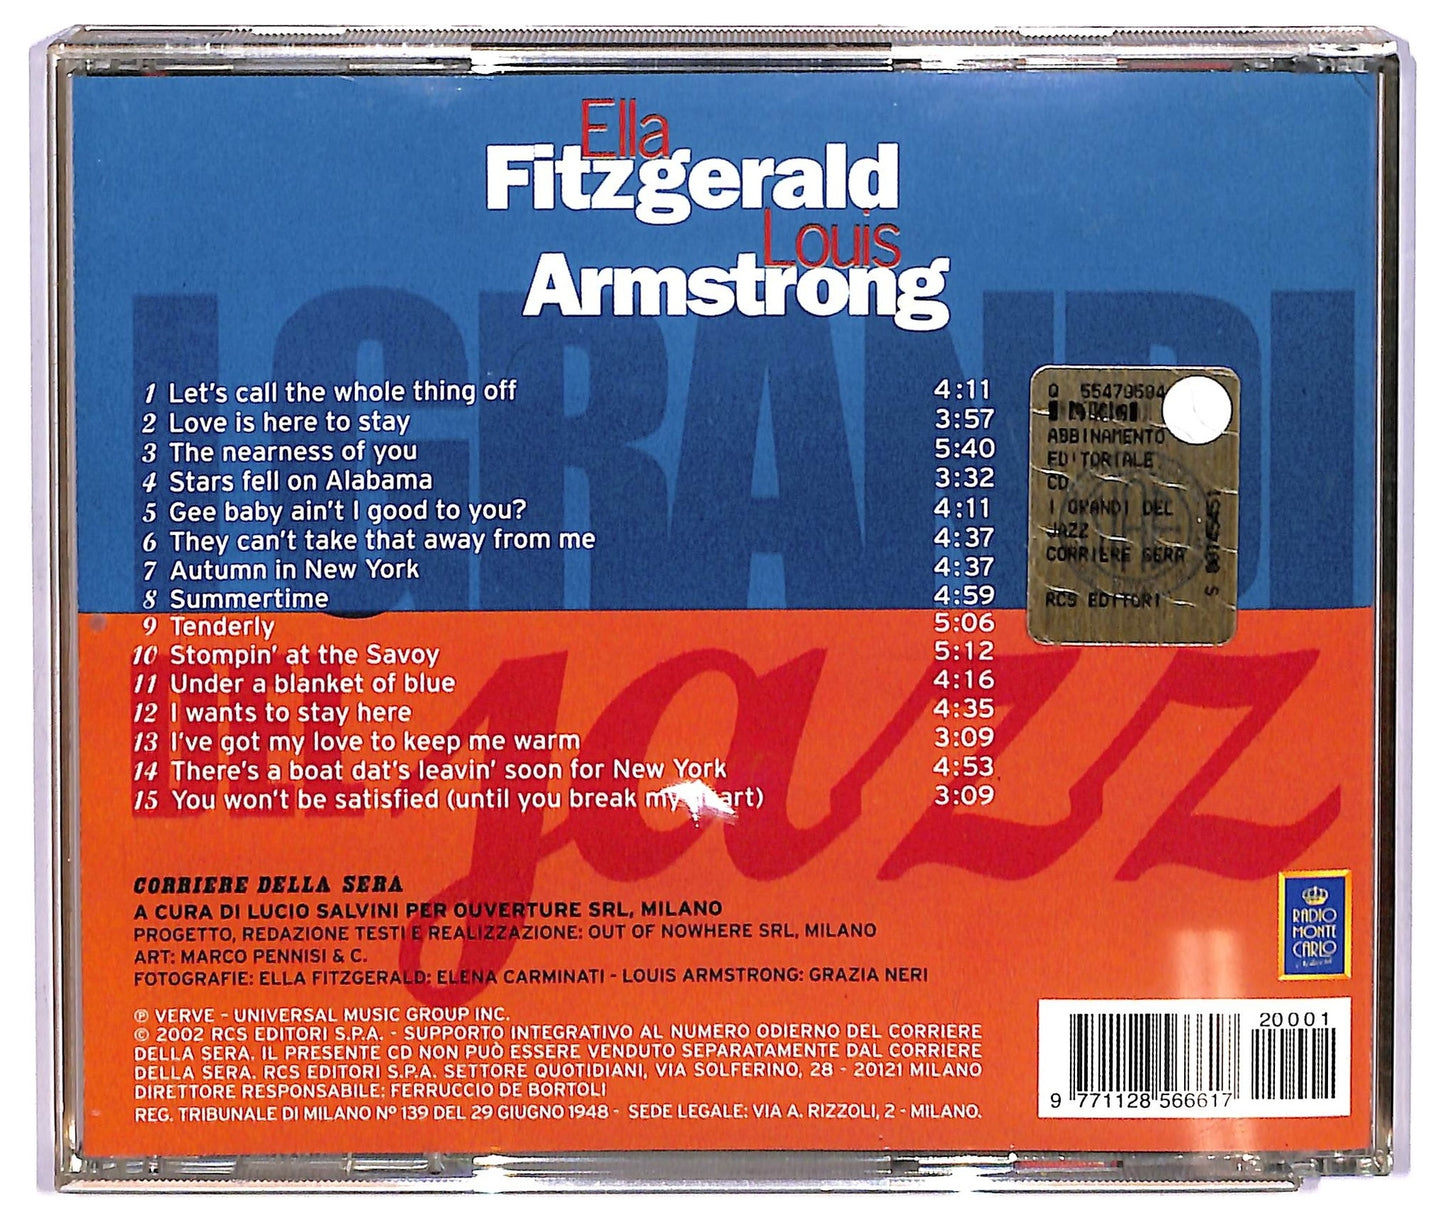 Ella
Fitzgerald
Louis
Armstrong
I GRANDI
jazz
1 Let's call the whole thing off 4:11
2 Love is here to stay 3:57
3 The nearness of you 5:40
4 Stars fell on Alabama 3:32
5 Gee baby ain't I good to you? 4:11
6 They can't take that away from me 4:37
7 Autumn in New York 4:37
8 Summertime 4:59
9 Tenderly 5:06
10 Stompin' at the Savoy 5:12
11 Under a blanket of blue 4:16
12 I wants to stay here 4:35
13 I've got my love to keep me warm 3:09
14 There's a boat dat's leavin' soon for New York 4:53
15 You won't be satisfied (until you break my heart) 3:09
ABBINAMENTO
EDITORIALE
CD
I GRANDI DEL
JAZZ
CORRIERE SERA
RCS EDITORI
CORRIERE DELLA SERA
A CURA DI LUCIO SALVINI PER OUVERTURE SRL, MILANO
PROGETTO, REDAZIONE TESTI E REALIZZAZIONE: OUT OF NOWHERE SRL, MILANO
ART: MARCO PENNISI & C.
FOTOGRAFIE: ELLA FITZGERALD: ELENA CARMINATI - LOUIS ARMSTRONG: GRAZIA NERI
℗ VERVE - UNIVERSAL MUSIC GROUP INC.
© 2002 RCS EDITORI S.P.A. - SUPPORTO INTEGRATIVO AL NUMERO ODIERNO DEL CORRIERE
DELLA SERA. IL PRESENTE CD NON PUÒ ESSERE VENDUTO SEPARATAMENTE DAL CORRIERE
DELLA SERA. RCS EDITORI S.P.A. SETTORE QUOTIDIANI, VIA SOLFERINO, 28 - 20121 MILANO
DIRETTORE RESPONSABILE: FERRUCCIO DE BORTOLI
REG. TRIBUNALE DI MILANO Nº 139 DEL 29 GIUGNO 1948 - SEDE LEGALE: VIA A. RIZZOLI, 2 - MILANO.
RADIO
MONTE
CARLO
20001
9 771128 566617